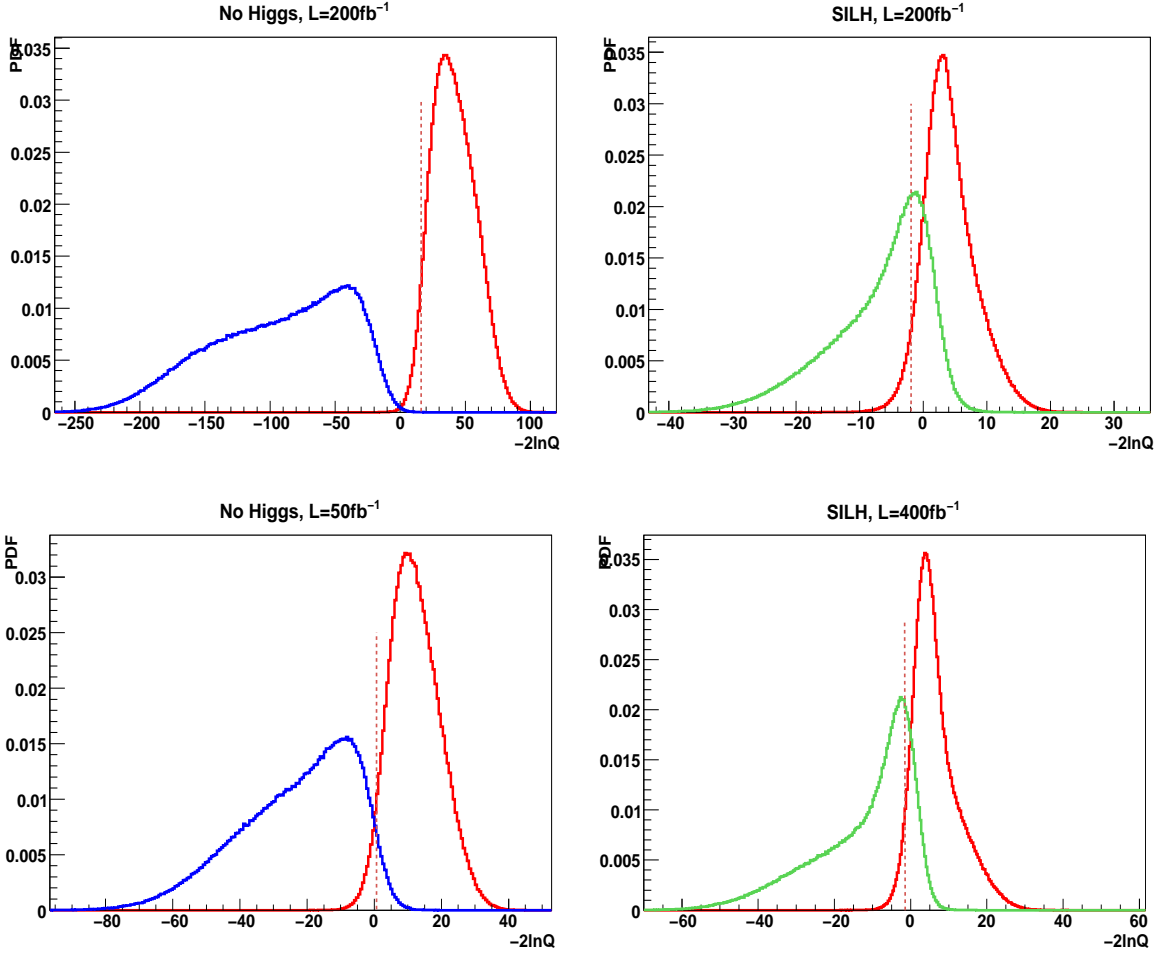 No Higgs, L=200fb⁻¹
PDF
0.035
0.03
0.025
0.02
0.015
0.01
0.005
0
−250 −200 −150 −100 −50 0 50 100
−2lnQ
SILH, L=200fb⁻¹
PDF
0.035
0.03
0.025
0.02
0.015
0.01
0.005
0
−40 −30 −20 −10 0 10 20 30
−2lnQ
No Higgs, L=50fb⁻¹
PDF
0.03
0.025
0.02
0.015
0.01
0.005
0
−80 −60 −40 −20 0 20 40
−2lnQ
SILH, L=400fb⁻¹
PDF
0.035
0.03
0.025
0.02
0.015
0.01
0.005
0
−60 −40 −20 0 20 40 60
−2lnQ